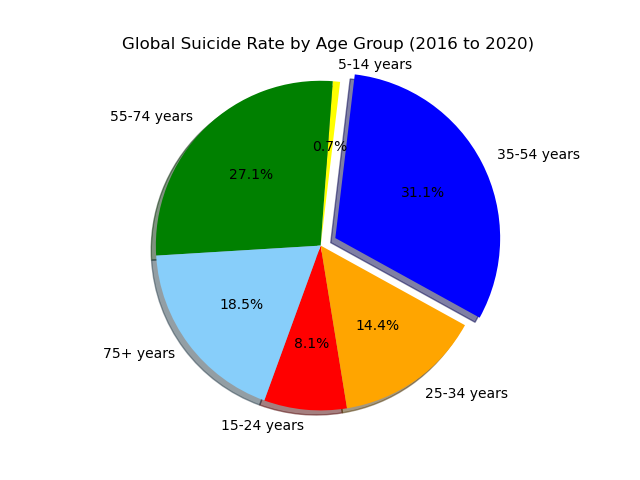 Global Suicide Rate by Age Group (2016 to 2020)
5-14 years
55-74 years
0.7%
35-54 years
27.1%
31.1%
18.5%
14.4%
8.1%
75+ years
25-34 years
15-24 years